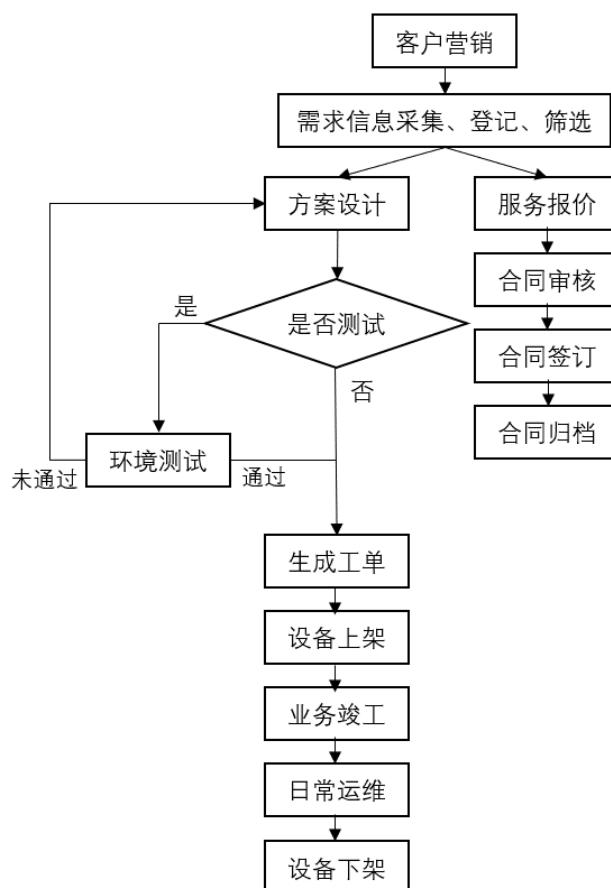 客户营销
需求信息采集、登记、筛选
方案设计
服务报价
合同审核
是
是否测试
合同签订
否
合同归档
环境测试
未通过
通过
生成工单
设备上架
业务竣工
日常运维
设备下架